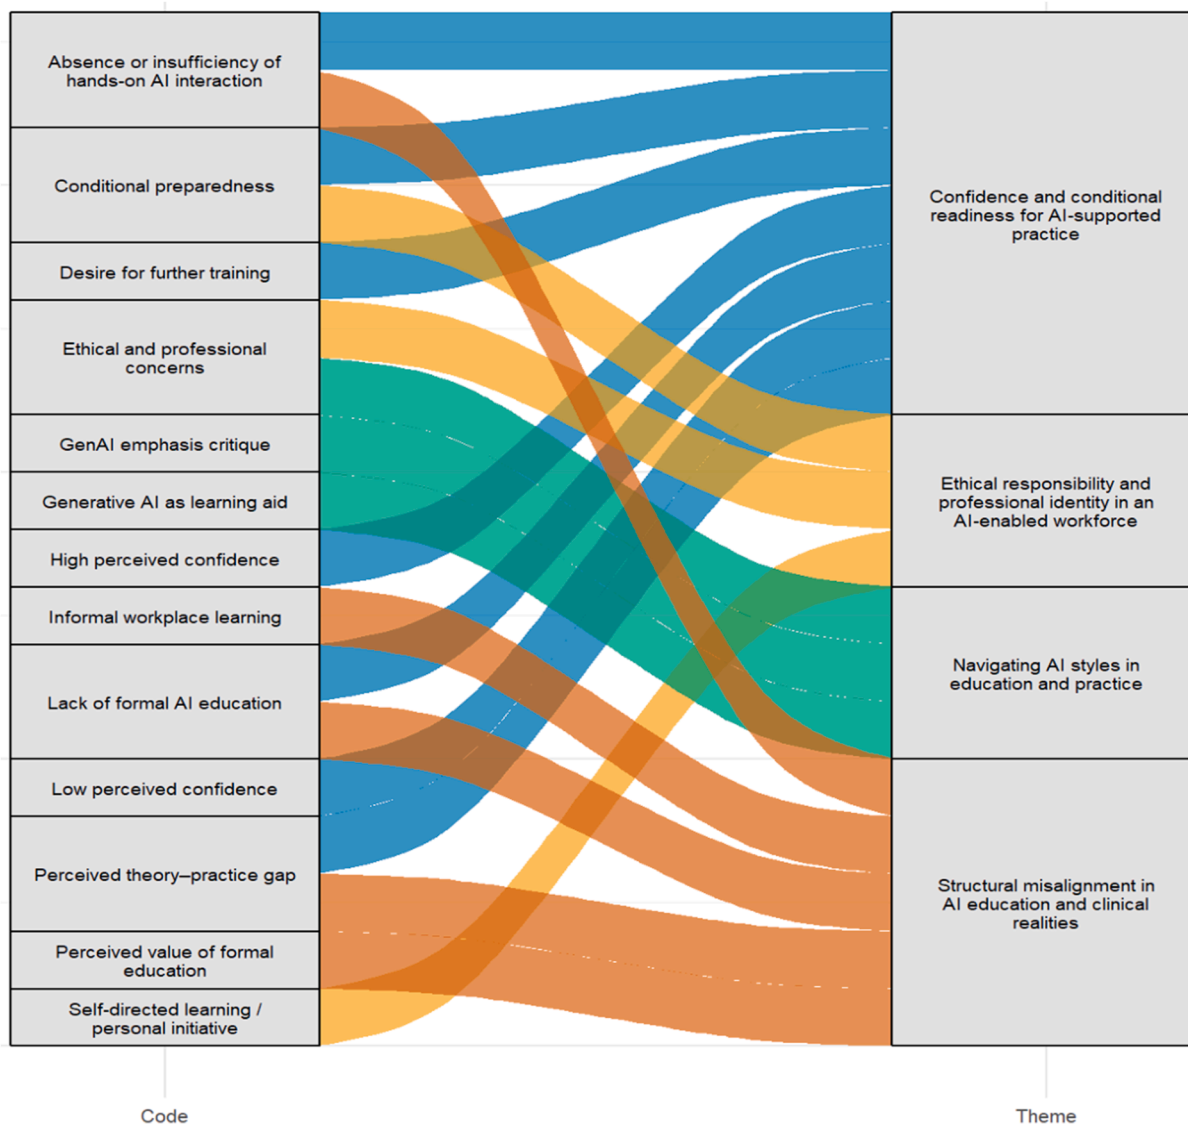 Absence or insufficiency of
hands-on AI interaction
Conditional preparedness
Desire for further training
Ethical and professional
concerns
GenAI emphasis critique
Generative AI as learning aid
High perceived confidence
Informal workplace learning
Lack of formal AI education
Low perceived confidence
Perceived theory–practice gap
Perceived value of formal
education
Self-directed learning /
personal initiative
Confidence and conditional
readiness for AI-supported
practice
Ethical responsibility and
professional identity in an
AI-enabled workforce
Navigating AI styles in
education and practice
Structural misalignment in
AI education and clinical
realities
Code
Theme